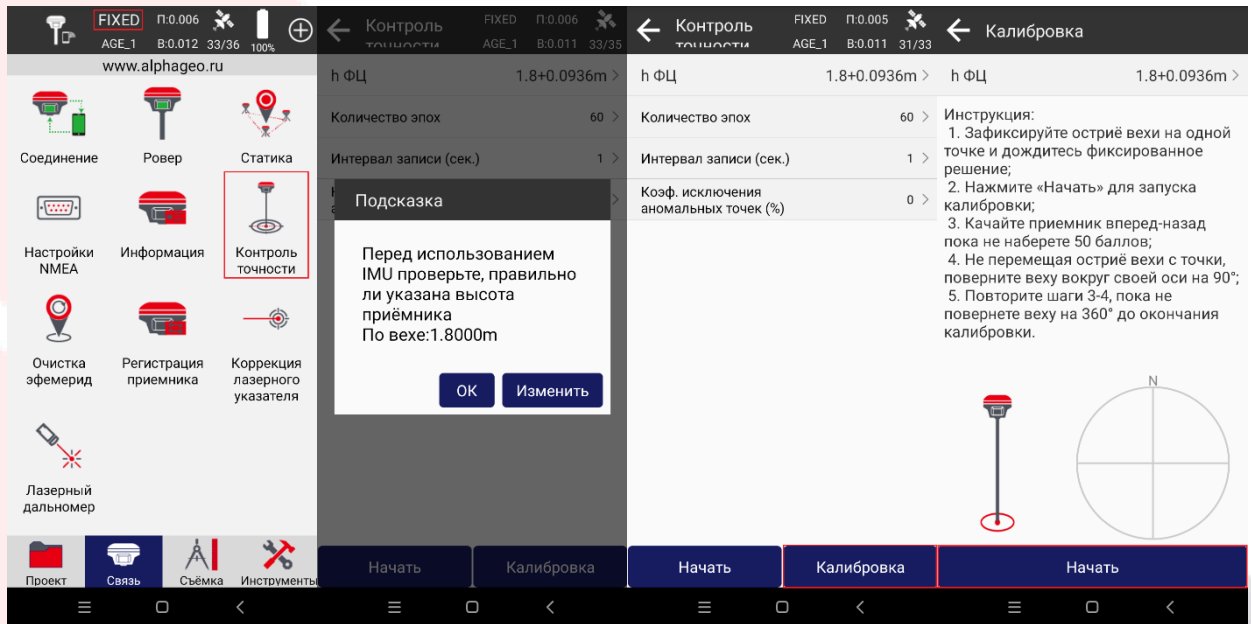 FIXED П:0.006
AGE_1 В:0.012 33/36 100%
www.alphageo.ru
Соединение Ровер Статика
Настройки NMEA
Информация
Контроль точности
Очистка эфемерид
Регистрация приемника
Коррекция лазерного указателя
Лазерный дальномер
Проект Связь Съёмка Инструменты
Контроль точности
FIXED П:0.006
AGE_1 В:0.011 33/35
h ФЦ 1.8+0.0936m >
Количество эпох 60 >
Интервал записи (сек.) 1 >
Подсказка
Перед использованием
IMU проверьте, правильно
ли указана высота
приёмника
По вехе:1.8000m
ОК Изменить
Начать Калибровка
Контроль точности
FIXED П:0.005
AGE_1 В:0.011 31/33
h ФЦ 1.8+0.0936m >
Количество эпох 60 >
Интервал записи (сек.) 1 >
Коэф. исключения
аномальных точек (%) 0 >
Начать Калибровка
Калибровка
h ФЦ 1.8+0.0936m >
Инструкция:
1. Зафиксируйте остриё вехи на одной
точке и дождитесь фиксированное
решение;
2. Нажмите «Начать» для запуска
калибровки;
3. Качайте приемник вперед-назад
пока не наберете 50 баллов;
4. Не перемещая остриё вехи с точки,
поверните веху вокруг своей оси на 90°;
5. Повторите шаги 3-4, пока не
повернете веху на 360° до окончания
калибровки.
N
Начать